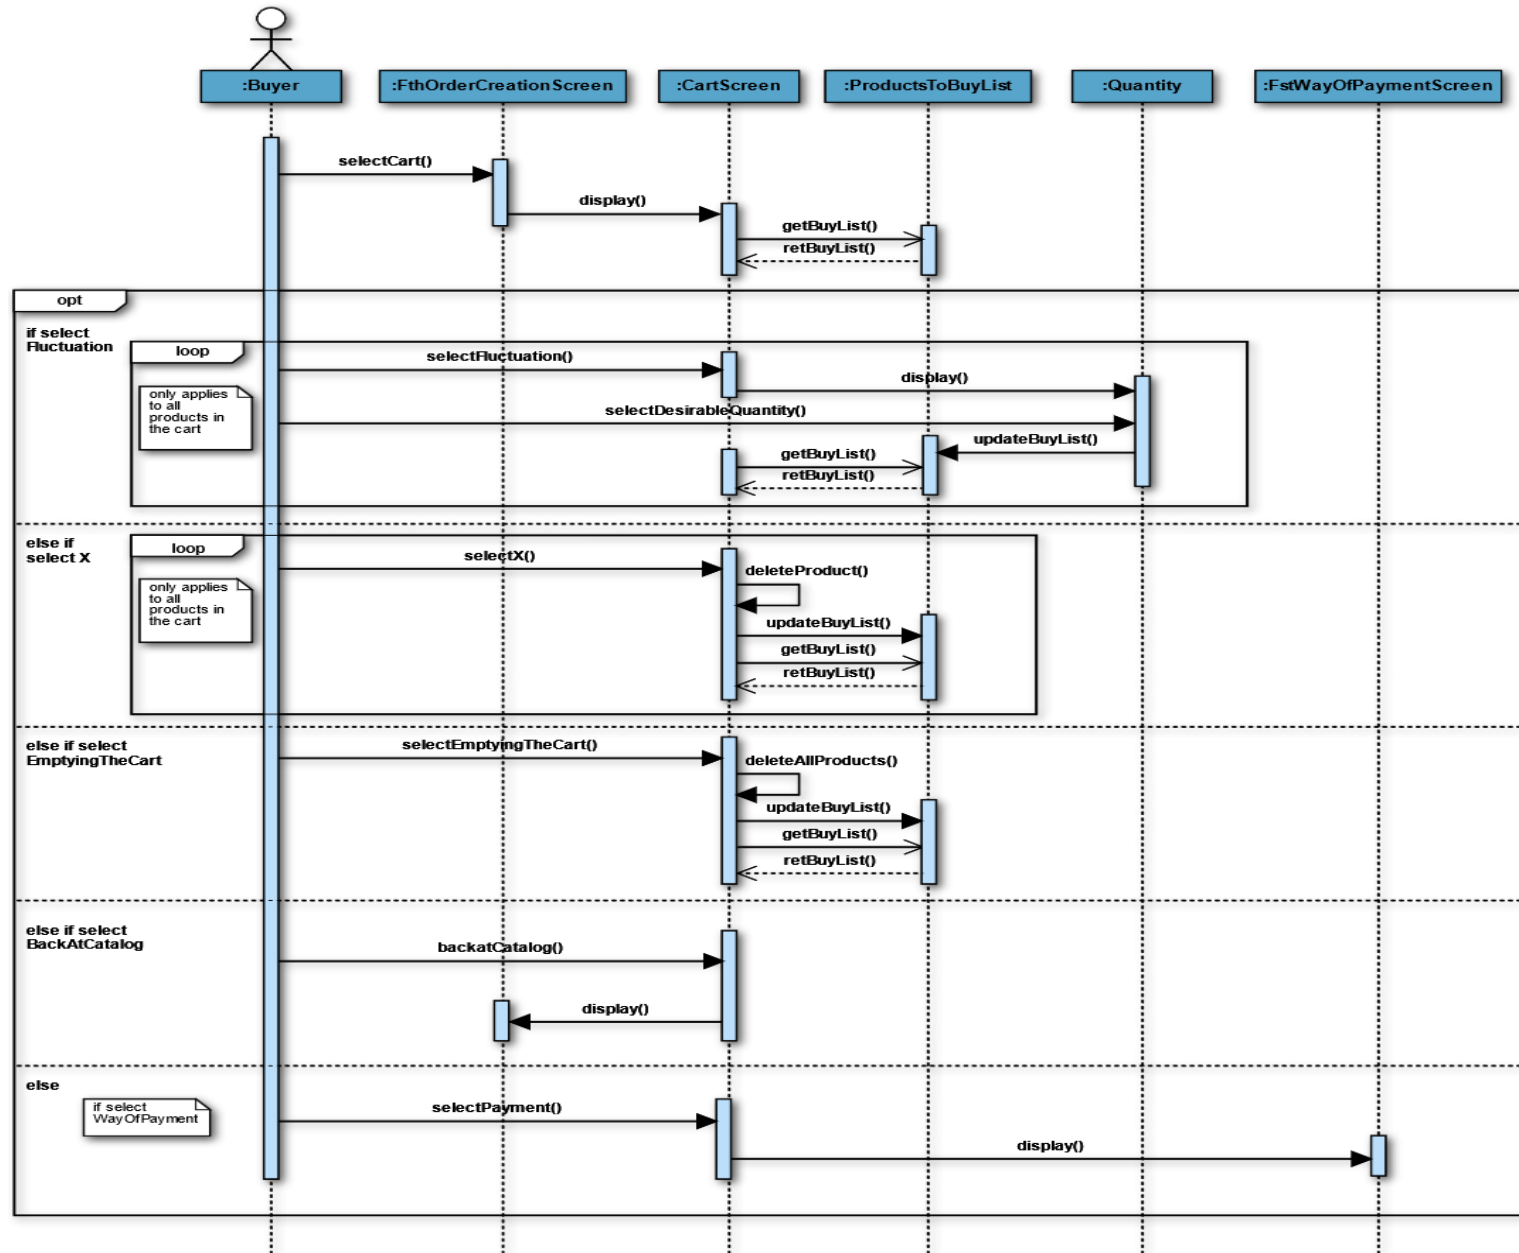 :Buyer
:FthOrderCreationScreen
:CartScreen
:ProductsToBuyList
:Quantity
:FstWayOfPaymentScreen
selectCart()
display()
getBuyList()
retBuyList()
opt
if select
Fluctuation
loop
only applies
to all
products in
the cart
selectFluctuation()
display()
selectDesirableQuantity()
updateBuyList()
getBuyList()
retBuyList()
else if
select X
loop
only applies
to all
products in
the cart
selectX()
deleteProduct()
updateBuyList()
getBuyList()
retBuyList()
else if select
EmptyingTheCart
selectEmptyingTheCart()
deleteAllProducts()
updateBuyList()
getBuyList()
retBuyList()
else if select
BackAtCatalog
backatCatalog()
display()
else
if select
WayOfPayment
selectPayment()
display()